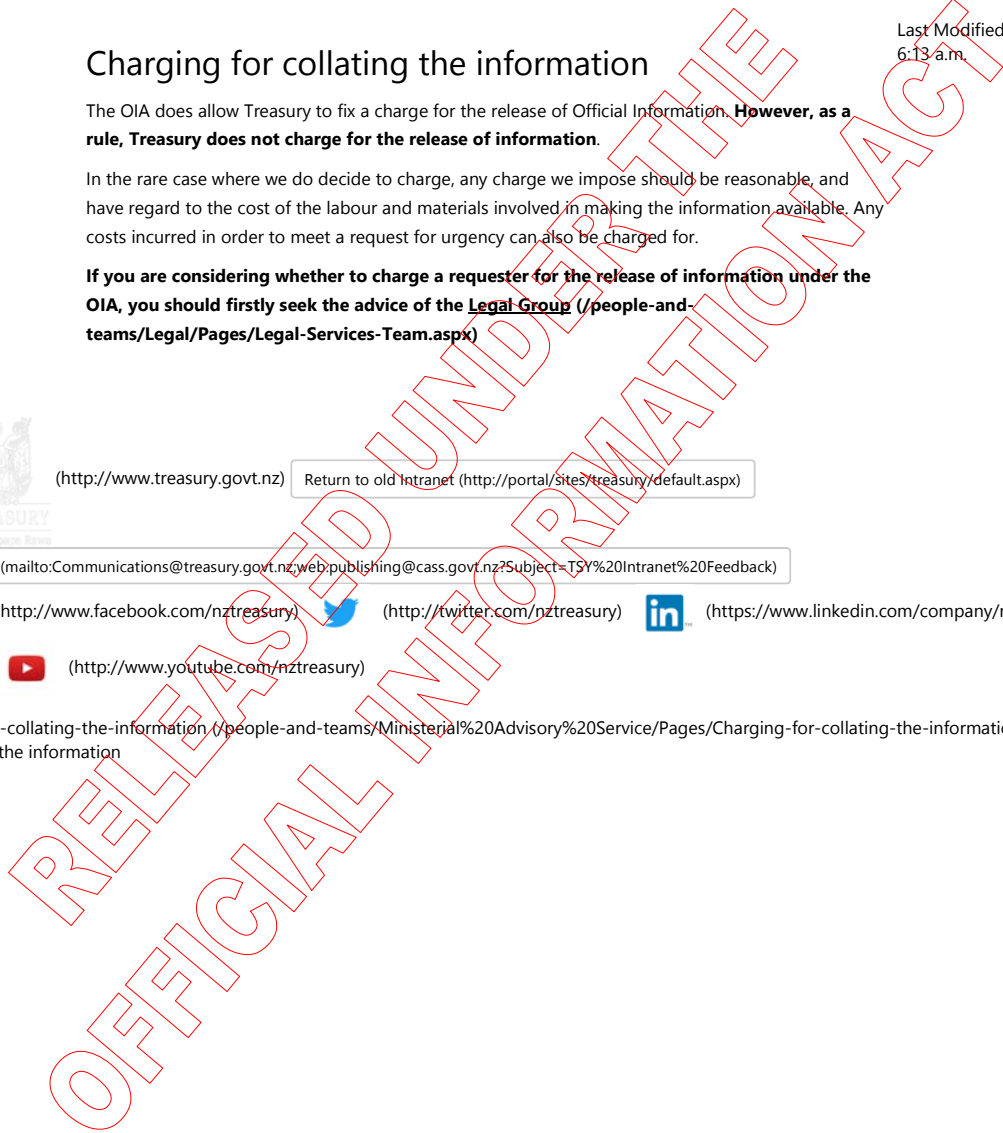 Last Modified
6:13 a.m.
Charging for collating the information
The OIA does allow Treasury to fix a charge for the release of Official Information. However, as a
rule, Treasury does not charge for the release of information.
In the rare case where we do decide to charge, any charge we impose should be reasonable, and
have regard to the cost of the labour and materials involved in making the information available. Any
costs incurred in order to meet a request for urgency can also be charged for.
If you are considering whether to charge a requester for the release of information under the
OIA, you should firstly seek the advice of the Legal Group (/people-and-
teams/Legal/Pages/Legal-Services-Team.aspx)
(http://www.treasury.govt.nz) Return to old Intranet (http://portal/sites/treasury/default.aspx)
(mailto:Communications@treasury.govt.nz;web.publishing@cass.govt.nz?Subject=TSY%20Intranet%20Feedback)
http://www.facebook.com/nztreasury) (http://twitter.com/nztreasury) in (https://www.linkedin.com/company/
(http://www.youtube.com/nztreasury)
-collating-the-information (/people-and-teams/Ministerial%20Advisory%20Service/Pages/Charging-for-collating-the-informatio
the information
RELEASED UNDER THE
OFFICIAL INFORMATION ACT